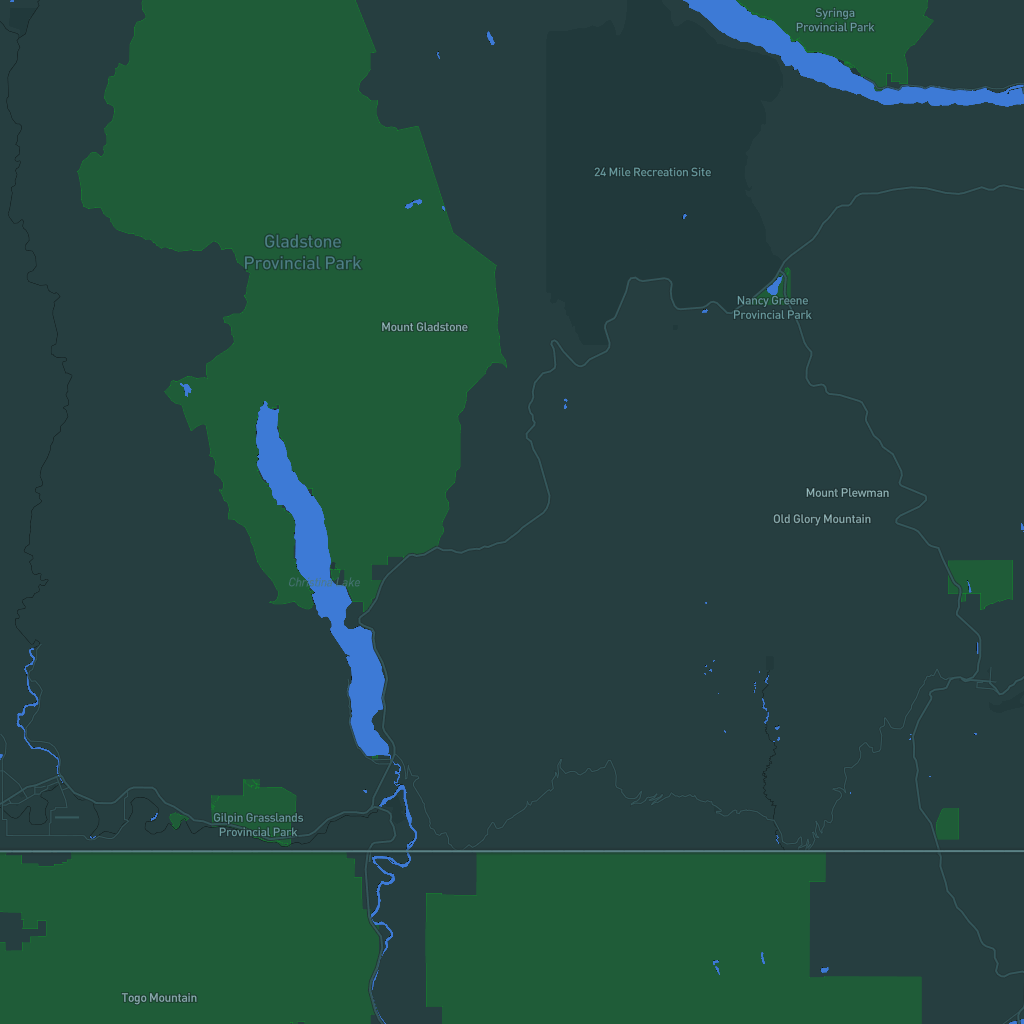 Syringa
Provincial Park
24 Mile Recreation Site
Gladstone
Provincial Park
Nancy Greene
Provincial Park
Mount Gladstone
Mount Plewman
Old Glory Mountain
Lake
Gilpin Grasslands
Provincial Park
Togo Mountain